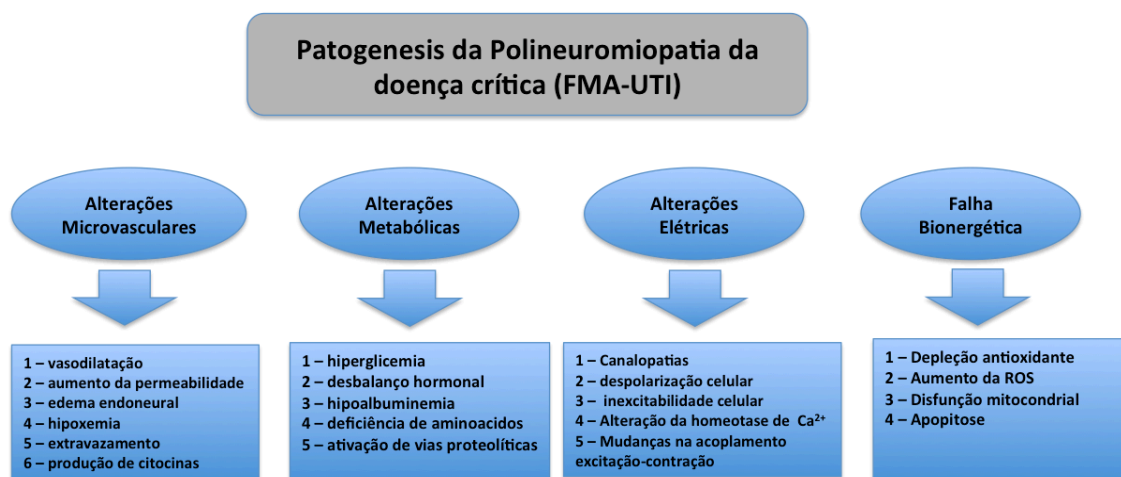 Patogenesis da Polineuromiopatia da
doença crítica (FMA-UTI)
Alterações
Microvasculares
Alterações
Metabólicas
Alterações
Elétricas
Falha
Bionergética
1 – vasodilatação
2 – aumento da permeabilidade
3 – edema endoneural
4 – hipoxemia
5 – extravazamento
6 – produção de citocinas
1 – hiperglicemia
2 – desbalanço hormonal
3 – hipoalbuminemia
4 – deficiência de aminoacidos
5 – ativação de vias proteolíticas
1 – Canalopatias
2 – despolarização celular
3 – inexcitabilidade celular
4 – Alteração da homeotase de Ca²⁺
5 – Mudanças na acoplamento
excitação-contração
1 – Depleção antioxidante
2 – Aumento da ROS
3 – Disfunção mitocondrial
4 – Apopitose